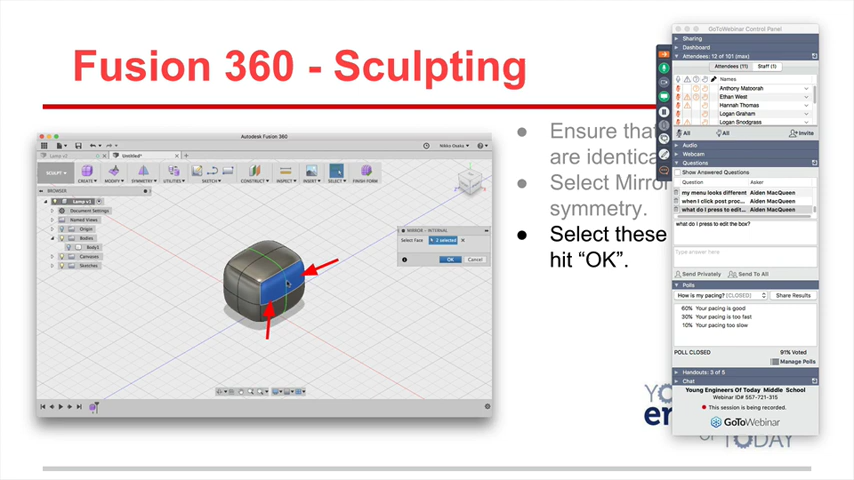 Fusion 360 - Sculpting
Ensure that
are identica
Select Mirror
symmetry.
Select these
hit “OK”.
Autodesk Fusion 360
Nikko Osaka
Lamp v1
Untitled*
SCULPT
CREATE
MODIFY
SYMMETRY
UTILITIES
SKETCH
CONSTRUCT
INSPECT
INSERT
SELECT
FINISH FORM
BROWSER
Lamp v1
Document Settings
Named Views
Origin
Bodies
Body1
Canvases
Sketches
MIRROR - INTERNAL
Select Face
2 selected
OK
Cancel
GoToWebinar Control Panel
Sharing
Dashboard
Attendees: 12 of 101 (max)
Attendees (11)
Staff (1)
Names
Anthony Matoorah
Ethan West
Hannah Thomas
Logan Graham
Logan Snodgrass
All
All
Invite
Audio
Webcam
Questions
Show Answered Questions
Question
Asker
my menu looks different
Aiden MacQueen
when I click post proc...
Aiden MacQueen
what do I press to edit...
Aiden MacQueen
what do I press to edit the box?
Type answer here
Send Privately
Send To All
Polls
How is my pacing? [CLOSED]
Share Results
60% Your pacing is good
30% Your pacing is too fast
10% Your pacing too slow
POLL CLOSED
91% Voted
Manage Polls
Handouts: 3 of 5
Chat
Young Engineers Of Today Middle School
Webinar ID# 557-721-315
This session is being recorded.
GoToWebinar
YO
en
OF TODAY